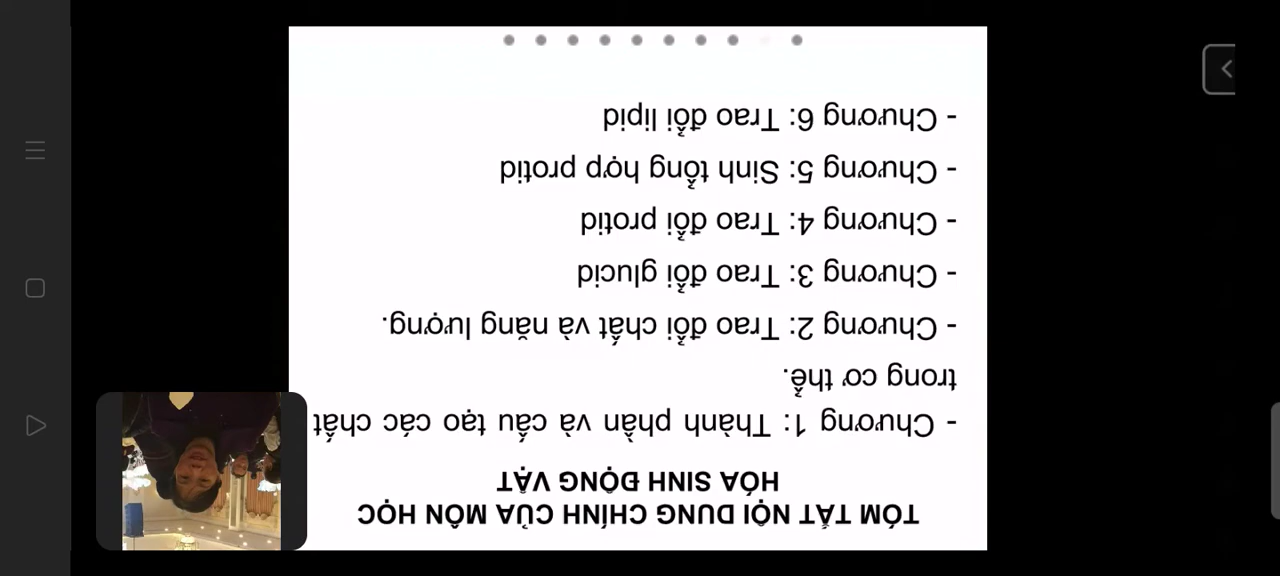 TÓM TẮT NỘI DUNG CHÍNH CỦA MÔN HỌC
HÓA SINH ĐỘNG VẬT
- Chương 1: Thành phần và cấu tạo các chất
trong cơ thể.
- Chương 2: Trao đổi chất và năng lượng.
- Chương 3: Trao đổi glucid
- Chương 4: Trao đổi protid
- Chương 5: Sinh tổng hợp protid
- Chương 6: Trao đổi lipid